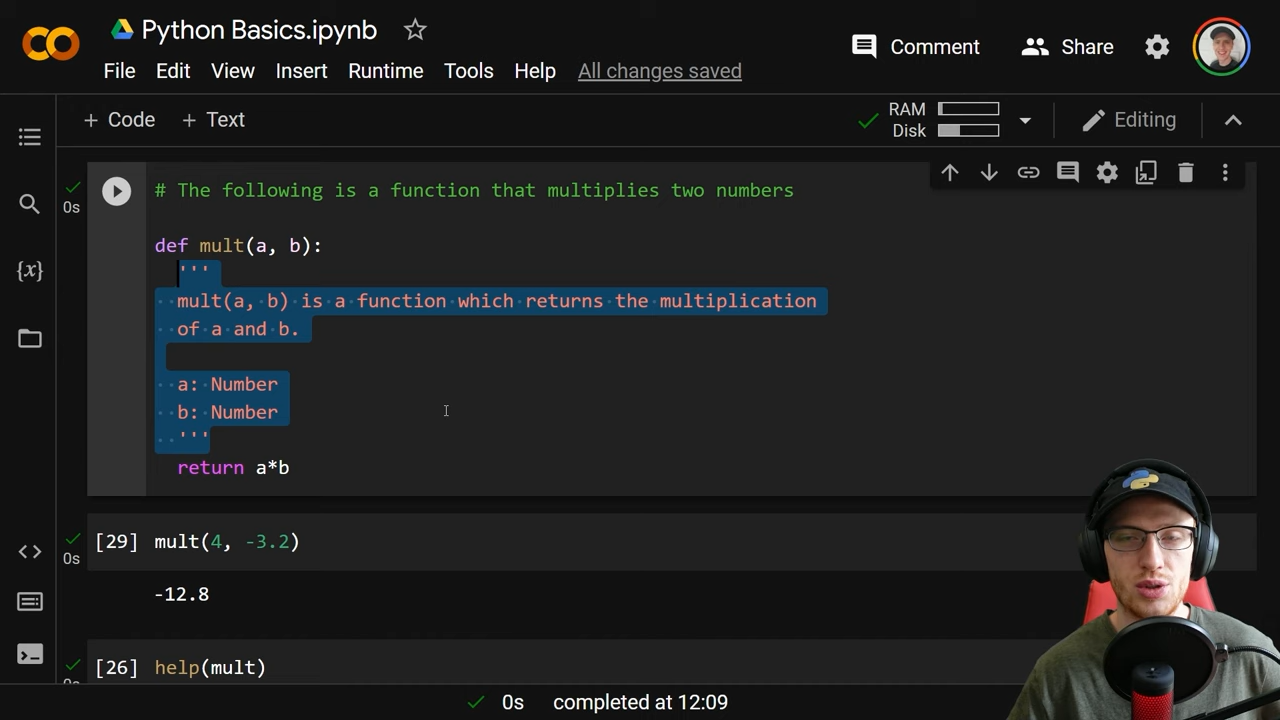 Python Basics.ipynb
Comment
Share
File Edit View Insert Runtime Tools Help All changes saved
+ Code + Text
RAM
Disk
Editing
0s
# The following is a function that multiplies two numbers
def mult(a, b):
'''
mult(a, b) is a function which returns the multiplication
of a and b.
a: Number
b: Number
'''
return a*b
{x}
[29] mult(4, -3.2)
0s
-12.8
[26] help(mult)
0s completed at 12:09